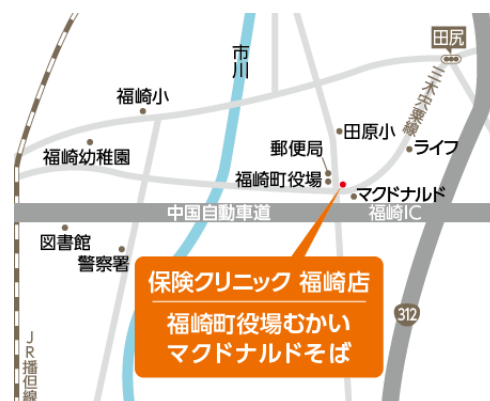 田尻
市川
三木宍粟線
福崎小
田原小
郵便局
ライフ
福崎幼稚園
福崎町役場
マクドナルド
中国自動車道
福崎IC
図書館
警察署
保険クリニック 福崎店
福崎町役場むかい
マクドナルドそば
312
JR播但線